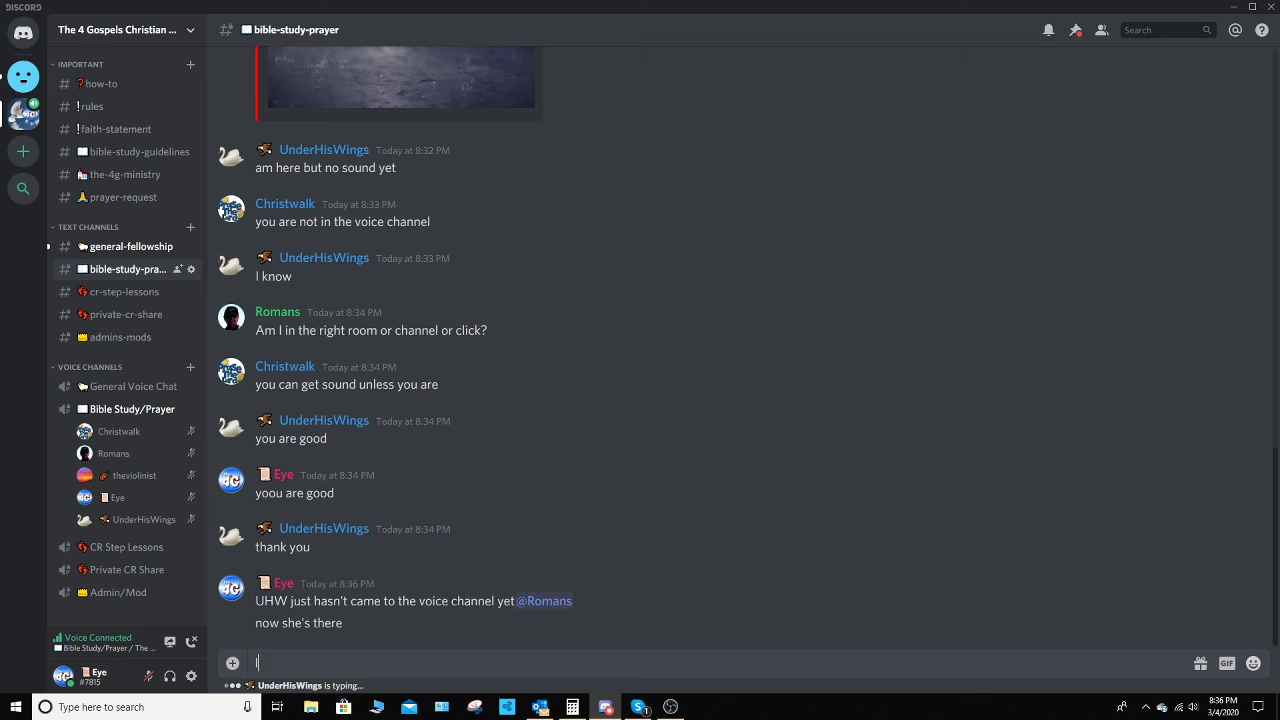 DISCORD
The 4 Gospels Christian ...
bible-study-prayer
Search
IMPORTANT
how-to
rules
faith-statement
bible-study-guidelines
the-4g-ministry
prayer-request
TEXT CHANNELS
general-fellowship
bible-study-pra...
cr-step-lessons
private-cr-share
admins-mods
VOICE CHANNELS
General Voice Chat
Bible Study/Prayer
Christwalk
Romans
theviolinist
Eye
UnderHisWings
CR Step Lessons
Private CR Share
Admin/Mod
Voice Connected
Bible Study/Prayer / The ...
Eye
#7815
UnderHisWings Today at 8:32 PM
am here but no sound yet
Christwalk Today at 8:33 PM
you are not in the voice channel
UnderHisWings Today at 8:33 PM
I know
Romans Today at 8:34 PM
Am I in the right room or channel or click?
Christwalk Today at 8:34 PM
you can get sound unless you are
UnderHisWings Today at 8:34 PM
you are good
Eye Today at 8:34 PM
yoou are good
UnderHisWings Today at 8:34 PM
thank you
Eye Today at 8:36 PM
UHW just hasn't came to the voice channel yet @Romans
now she's there
I
GIF
UnderHisWings is typing...
Type here to search
8:36 PM
3/4/2020